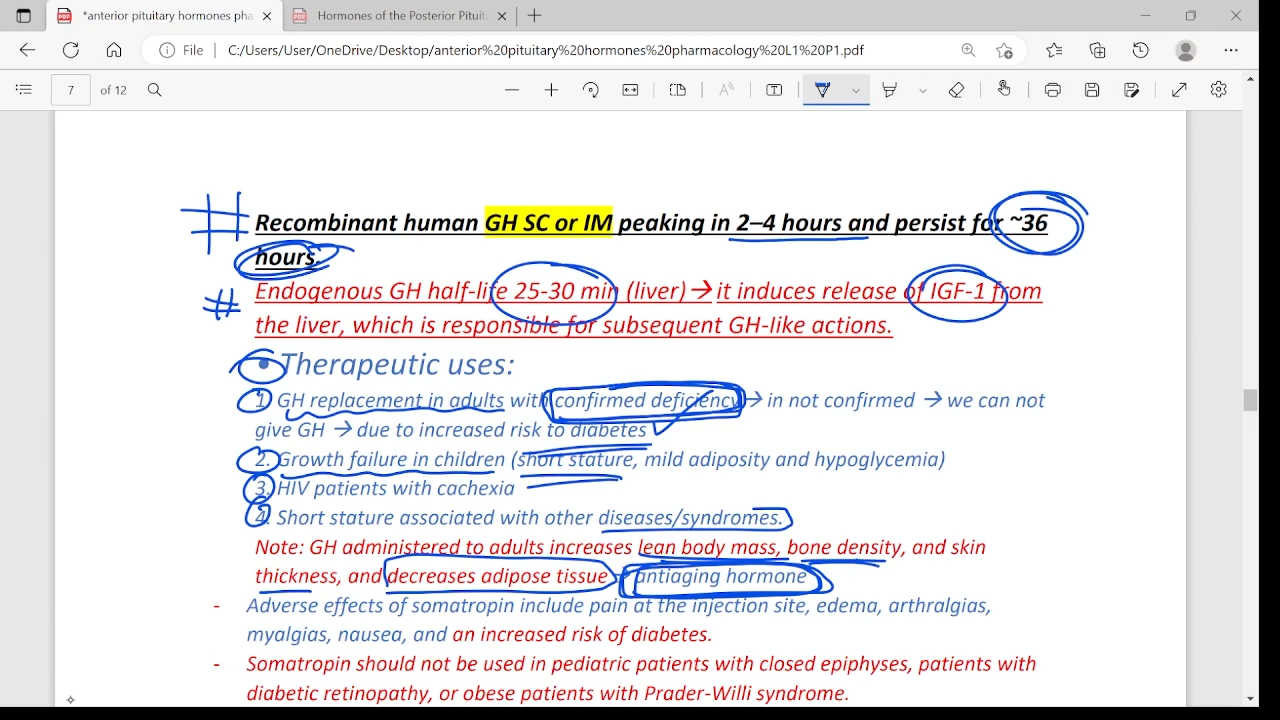 *anterior pituitary hormones pha
Hormones of the Posterior Pituit
File
C:/Users/User/OneDrive/Desktop/anterior%20pituitary%20hormones%20pharmacology%20L1%20P1.pdf
7 of 12
Recombinant human GH SC or IM peaking in 2–4 hours and persist for ~36
hours.
Endogenous GH half-life 25-30 min (liver)→ it induces release of IGF-1 from
the liver, which is responsible for subsequent GH-like actions.
• Therapeutic uses:
1. GH replacement in adults with confirmed deficiency → in not confirmed → we can not
give GH → due to increased risk to diabetes
2. Growth failure in children (short stature, mild adiposity and hypoglycemia)
3. HIV patients with cachexia
4. Short stature associated with other diseases/syndromes.
Note: GH administered to adults increases lean body mass, bone density, and skin
thickness, and decreases adipose tissue → antiaging hormone
- Adverse effects of somatropin include pain at the injection site, edema, arthralgias,
myalgias, nausea, and an increased risk of diabetes.
- Somatropin should not be used in pediatric patients with closed epiphyses, patients with
diabetic retinopathy, or obese patients with Prader-Willi syndrome.